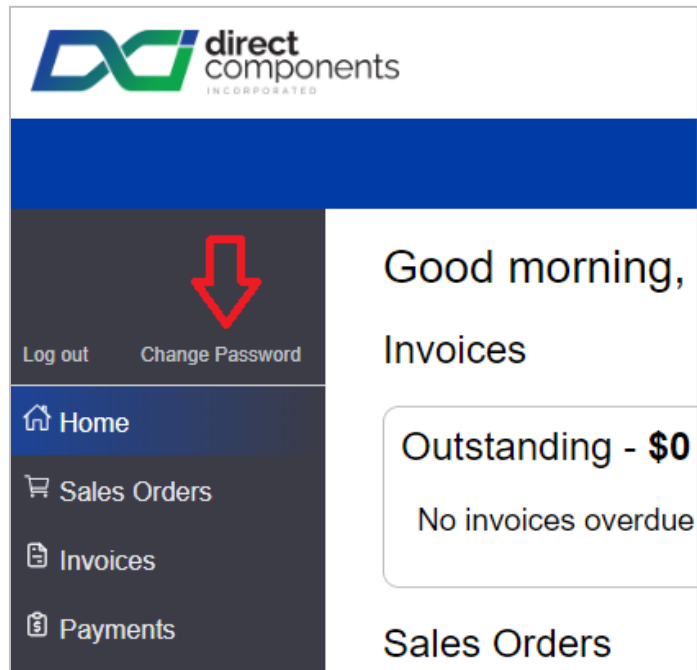 direct
components
INCORPORATED
Log out
Change Password
Home
Sales Orders
Invoices
Payments
Good morning,
Invoices
Outstanding - $0
No invoices overdue
Sales Orders